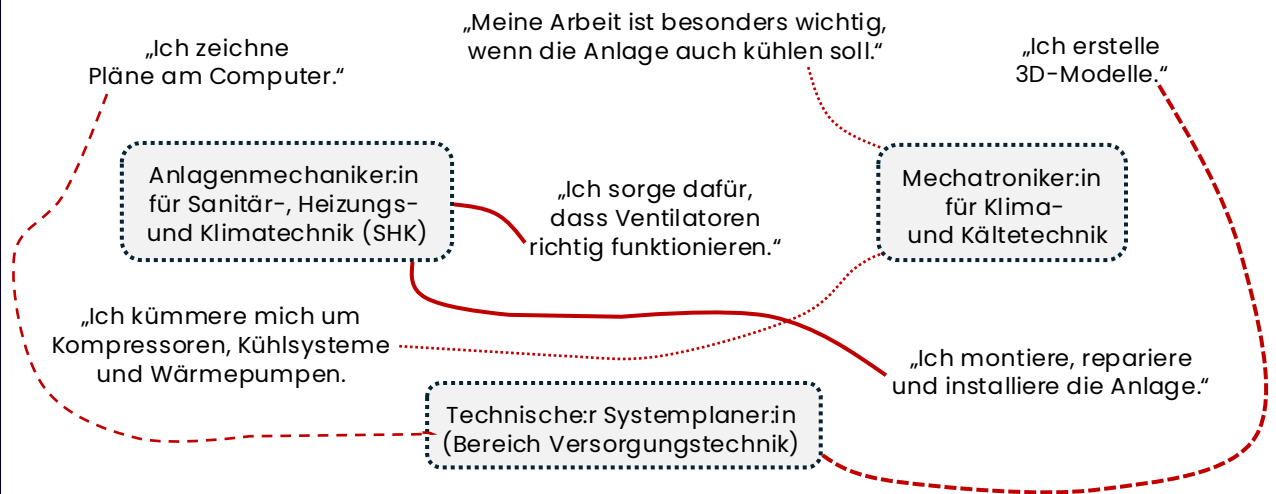 „Meine Arbeit ist besonders wichtig,
wenn die Anlage auch kühlen soll.“
„Ich zeichne
Pläne am Computer.“
„Ich erstelle
3D-Modelle.“
Anlagenmechaniker:in
für Sanitär-, Heizungs-
und Klimatechnik (SHK)
„Ich sorge dafür,
dass Ventilatoren
richtig funktionieren.“
Mechatroniker:in
für Klima-
und Kältetechnik
„Ich kümmere mich um
Kompressoren, Kühlsysteme
und Wärmepumpen.
„Ich montiere, repariere
und installiere die Anlage.“
Technische:r Systemplaner:in
(Bereich Versorgungstechnik)